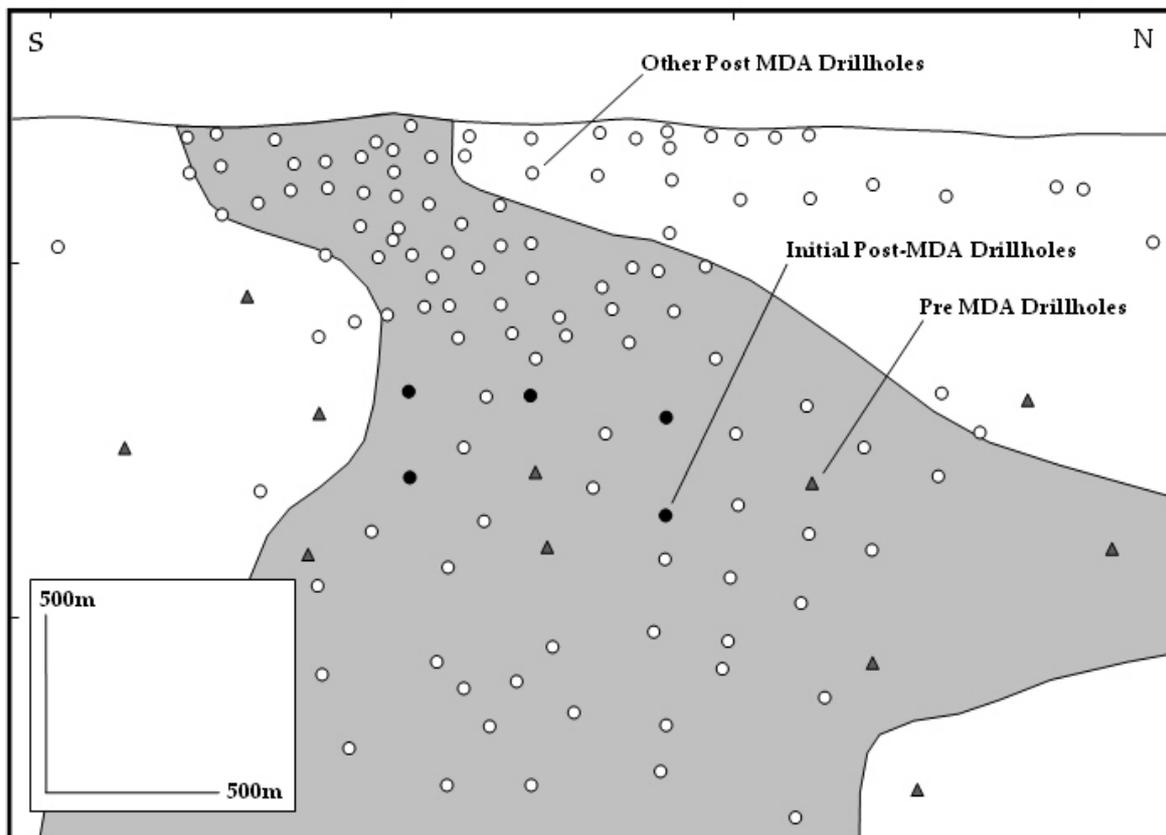 S
N
Other Post MDA Drillholes
Initial Post-MDA Drillholes
Pre MDA Drillholes
500m
500m